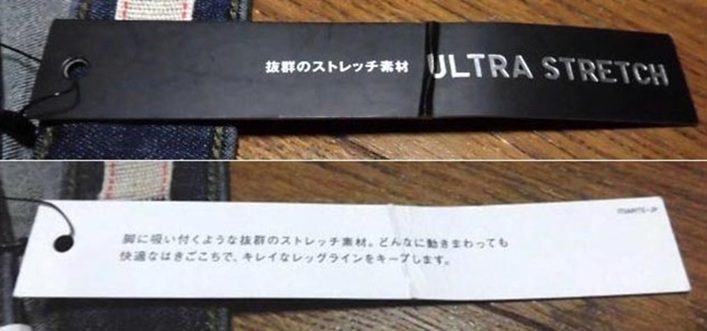 抜群のストレッチ素材 ULTRA STRETCH
脚に吸い付くような抜群のストレッチ素材。どんなに動きまわっても
快適なはきごこちで、キレイなレッグラインをキープします。